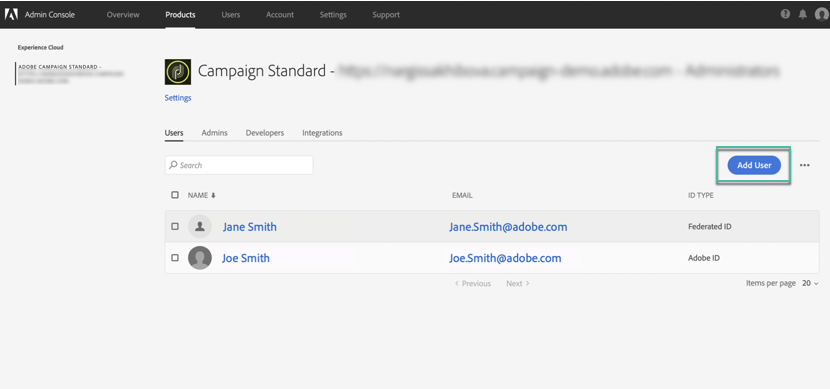 Admin Console Overview Products Users Account Settings Support
Experience Cloud
ADOBE CAMPAIGN STANDARD -
Campaign Standard - - Administrators
Settings
Users Admins Developers Integrations
Search Add User
NAME EMAIL ID TYPE
Jane Smith Jane.Smith@adobe.com Federated ID
Joe Smith Joe.Smith@adobe.com Adobe ID
Previous Next Items per page 20